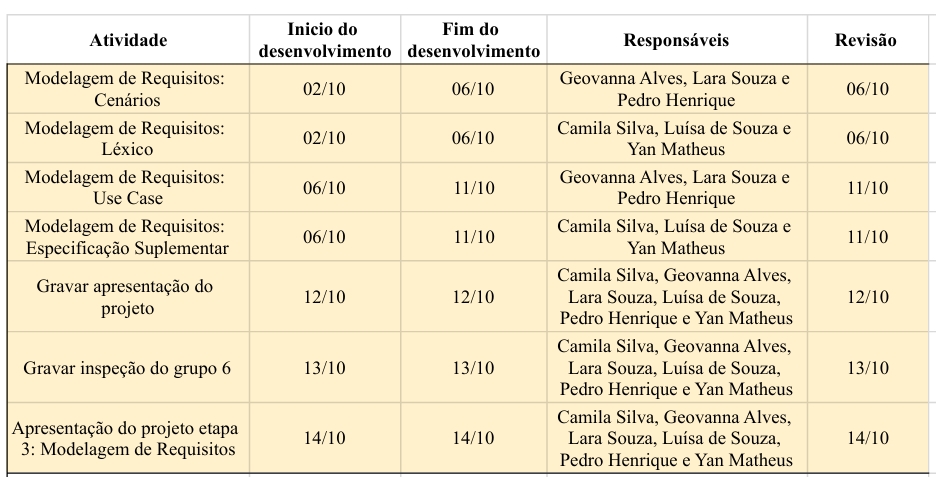 Atividade
Inicio do
desenvolvimento
Fim do
desenvolvimento
Responsáveis
Revisão
Modelagem de Requisitos:
Cenários
02/10
06/10
Geovanna Alves, Lara Souza e
Pedro Henrique
06/10
Modelagem de Requisitos:
Léxico
02/10
06/10
Camila Silva, Luísa de Souza e
Yan Matheus
06/10
Modelagem de Requisitos:
Use Case
06/10
11/10
Geovanna Alves, Lara Souza e
Pedro Henrique
11/10
Modelagem de Requisitos:
Especificação Suplementar
06/10
11/10
Camila Silva, Luísa de Souza e
Yan Matheus
11/10
Gravar apresentação do
projeto
12/10
12/10
Camila Silva, Geovanna Alves,
Lara Souza, Luísa de Souza,
Pedro Henrique e Yan Matheus
12/10
Gravar inspeção do grupo 6
13/10
13/10
Camila Silva, Geovanna Alves,
Lara Souza, Luísa de Souza,
Pedro Henrique e Yan Matheus
13/10
Apresentação do projeto etapa
3: Modelagem de Requisitos
14/10
14/10
Camila Silva, Geovanna Alves,
Lara Souza, Luísa de Souza,
Pedro Henrique e Yan Matheus
14/10